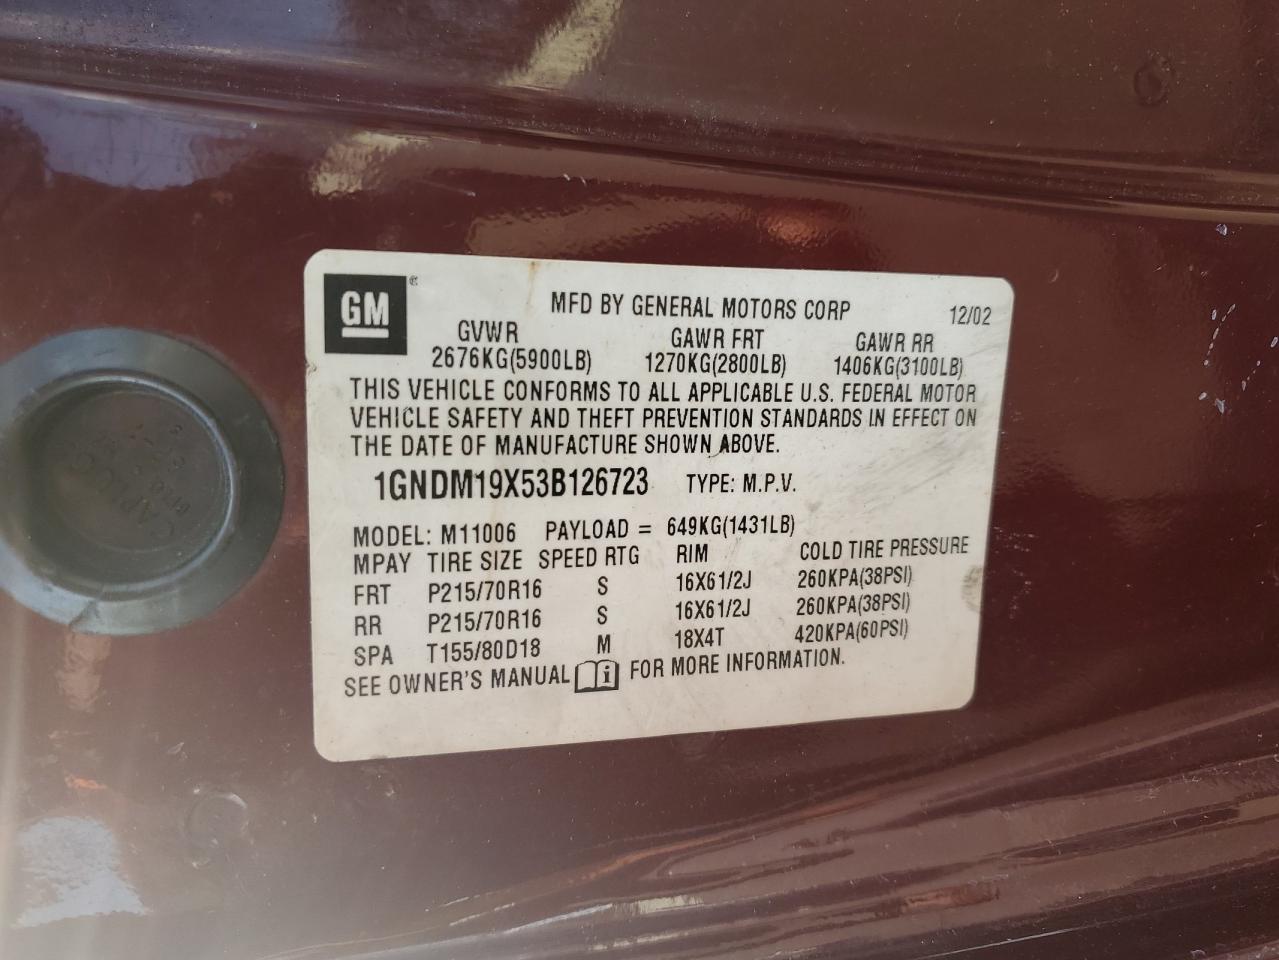 GM
MFD BY GENERAL MOTORS CORP 12/02
GVWR GAWR FRT GAWR RR
2676KG(5900LB) 1270KG(2800LB) 1406KG(3100LB)
THIS VEHICLE CONFORMS TO ALL APPLICABLE U.S. FEDERAL MOTOR
VEHICLE SAFETY AND THEFT PREVENTION STANDARDS IN EFFECT ON
THE DATE OF MANUFACTURE SHOWN ABOVE.
1GNDM19X53B126723 TYPE: M.P.V.
MODEL: M11006 PAYLOAD = 649KG(1431LB)
MPAY TIRE SIZE SPEED RTG RIM COLD TIRE PRESSURE
FRT P215/70R16 S 16X61/2J 260KPA(38PSI)
RR P215/70R16 S 16X61/2J 260KPA(38PSI)
SPA T155/80D18 M 18X4T 420KPA(60PSI)
SEE OWNER'S MANUAL FOR MORE INFORMATION.